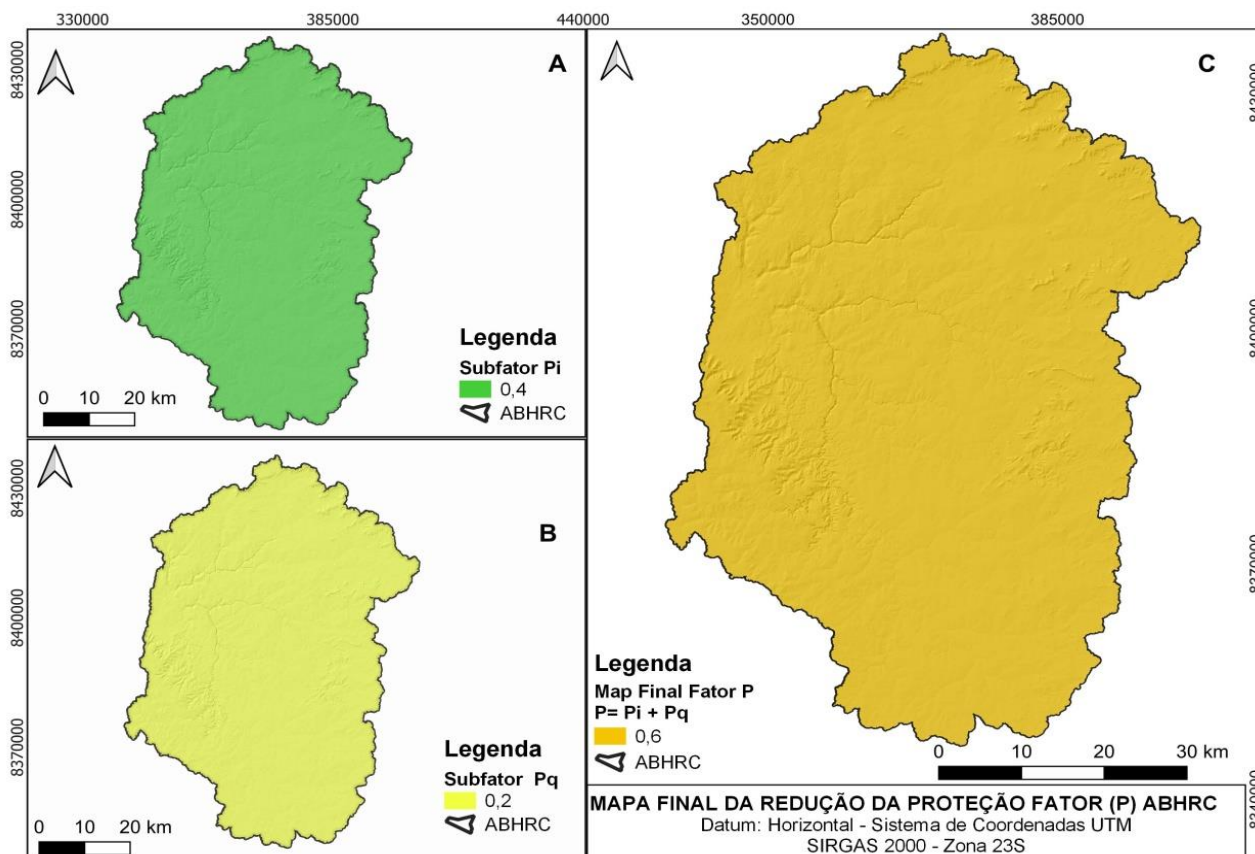 330000 385000 440000 350000 385000
A
8430000
8400000
8370000
Legenda
Subfator Pi
0,4
ABHRC
0 10 20 km
B
8430000
8400000
8370000
Legenda
Subfator Pq
0,2
ABHRC
0 10 20 km
C
8430000
8400000
8370000
8340000
Legenda
Map Final Fator P
P= Pi + Pq
0,6
ABHRC
0 10 20 30 km
MAPA FINAL DA REDUÇÃO DA PROTEÇÃO FATOR (P) ABHRC
Datum: Horizontal - Sistema de Coordenadas UTM
SIRGAS 2000 - Zona 23S